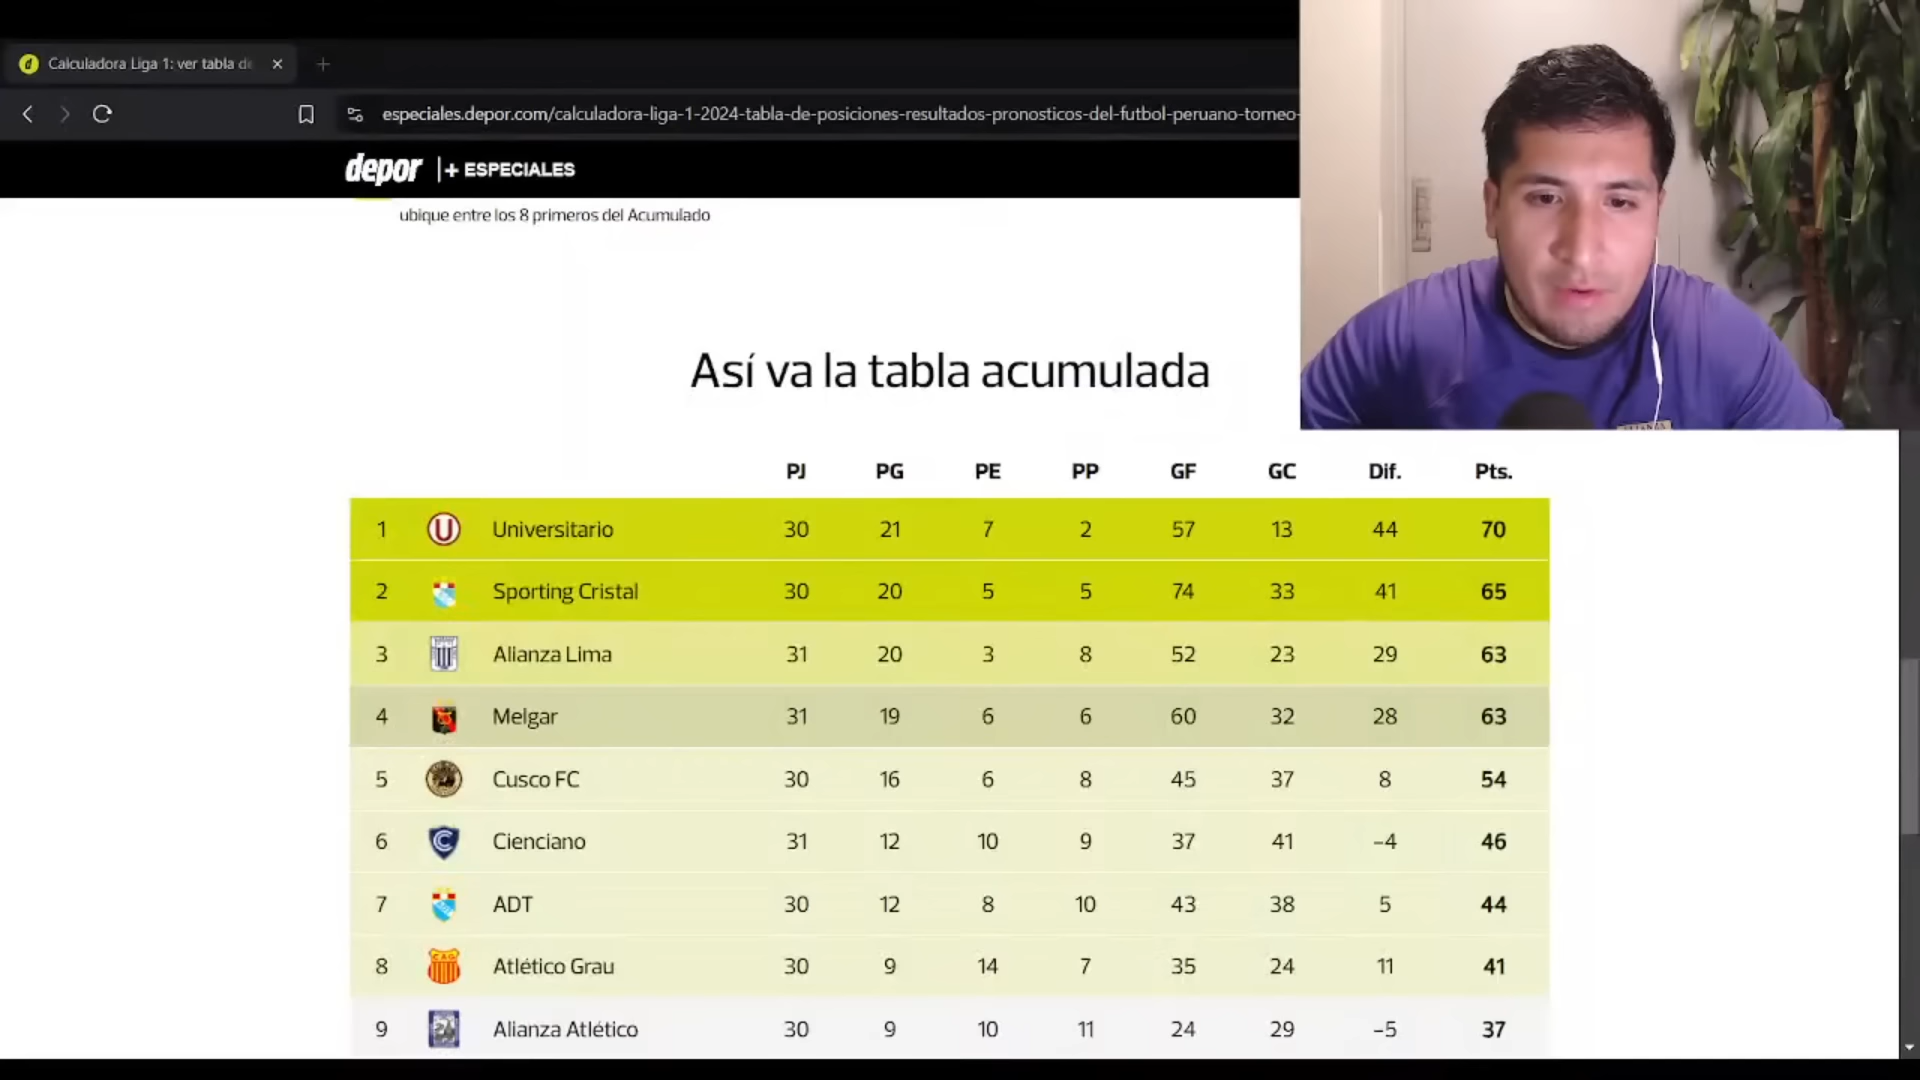 Calculadora Liga 1: ver tabla de
especiales.depor.com/calculadora-liga-1-2024-tabla-de-posiciones-resultados-pronosticos-del-futbol-peruano-torneo-
depor + ESPECIALES
ubique entre los 8 primeros del Acumulado
Así va la tabla acumulada
PJ PG PE PP GF GC Dif. Pts.
1 U Universitario 30 21 7 2 57 13 44 70
2 Sporting Cristal 30 20 5 5 74 33 41 65
3 Alianza Lima 31 20 3 8 52 23 29 63
4 Melgar 31 19 6 6 60 32 28 63
5 Cusco FC 30 16 6 8 45 37 8 54
6 Cienciano 31 12 10 9 37 41 -4 46
7 ADT 30 12 8 10 43 38 5 44
8 CAG Atlético Grau 30 9 14 7 35 24 11 41
9 Alianza Atlético 30 9 10 11 24 29 -5 37